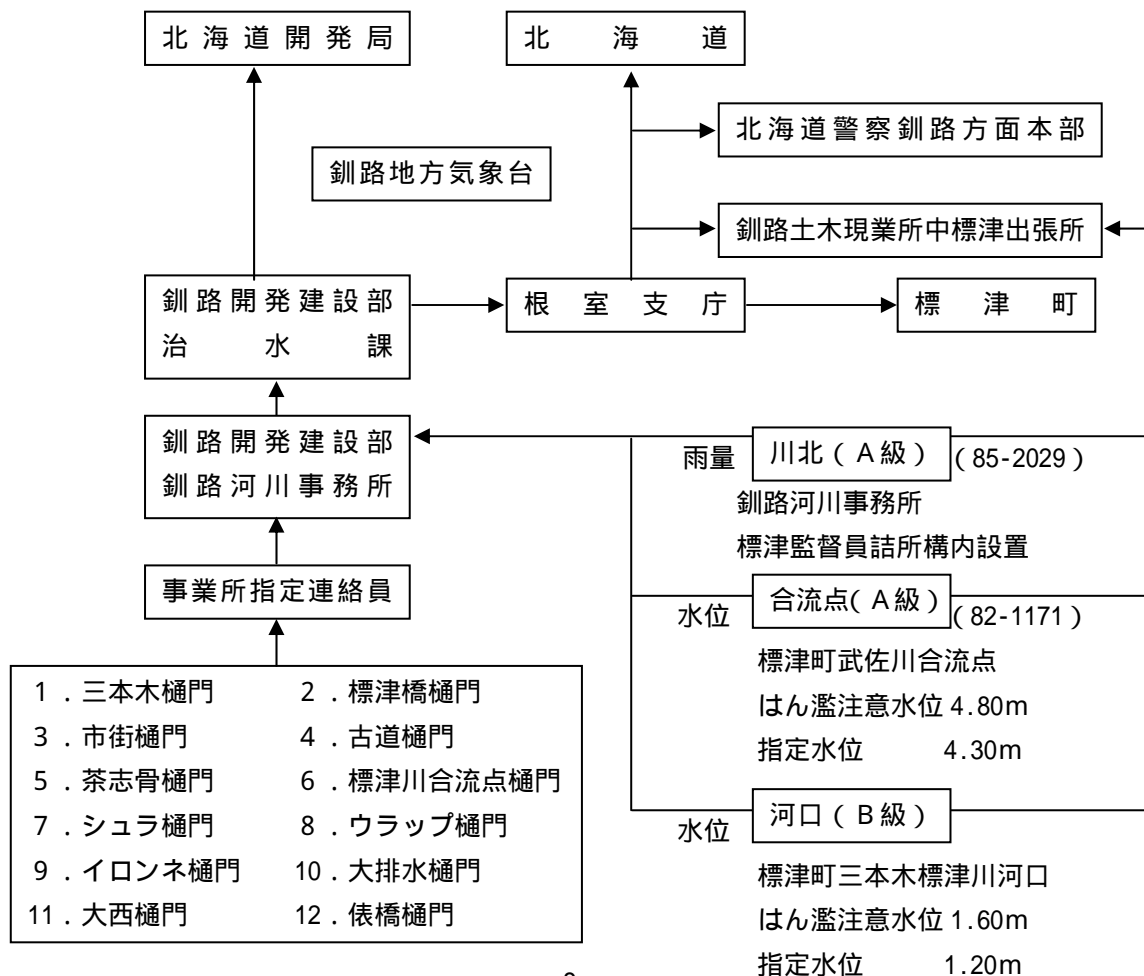 北海道開発局
北海道
北海道警察釧路方面本部
釧路地方気象台
釧路土木現業所中標津出張所
釧路開発建設部
治水課
根室支庁
標津町
釧路開発建設部
釧路河川事務所
雨量
川北（A級）
（85-2029）
釧路河川事務所
標津監督員詰所構内設置
事業所指定連絡員
水位
合流点（A級）
（82-1171）
標津町武佐川合流点
はん濫注意水位 4.80m
指定水位 4.30m
1．三本木樋門 2．標津橋樋門
3．市街樋門 4．古道樋門
5．茶志骨樋門 6．標津川合流点樋門
7．シュラ樋門 8．ウラップ樋門
9．イロンネ樋門 10．大排水樋門
11．大西樋門 12．俵橋樋門
水位
河口（B級）
標津町三本木標津川河口
はん濫注意水位 1.60m
指定水位 1.20m